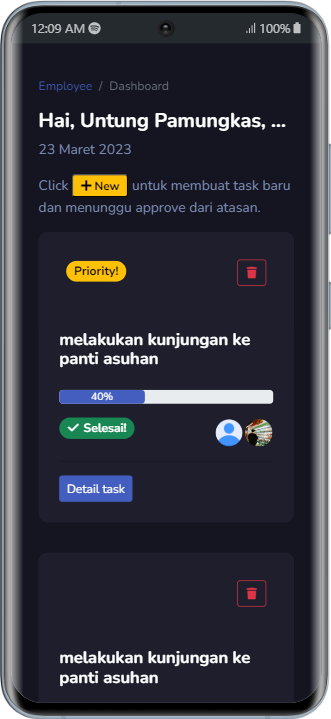 12:09 AM 100%
Employee / Dashboard
Hai, Untung Pamungkas, ...
23 Maret 2023
Click + New untuk membuat task baru
dan menunggu approve dari atasan.
Priority!
melakukan kunjungan ke
panti asuhan
40%
Selesai!
Detail task
melakukan kunjungan ke
panti asuhan